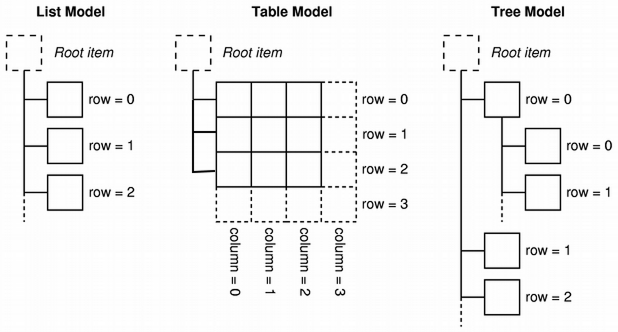 List Model
Root item
row = 0
row = 1
row = 2
Table Model
Root item
row = 0
row = 1
row = 2
row = 3
column = 0
column = 1
column = 2
column = 3
Tree Model
Root item
row = 0
row = 0
row = 1
row = 1
row = 2